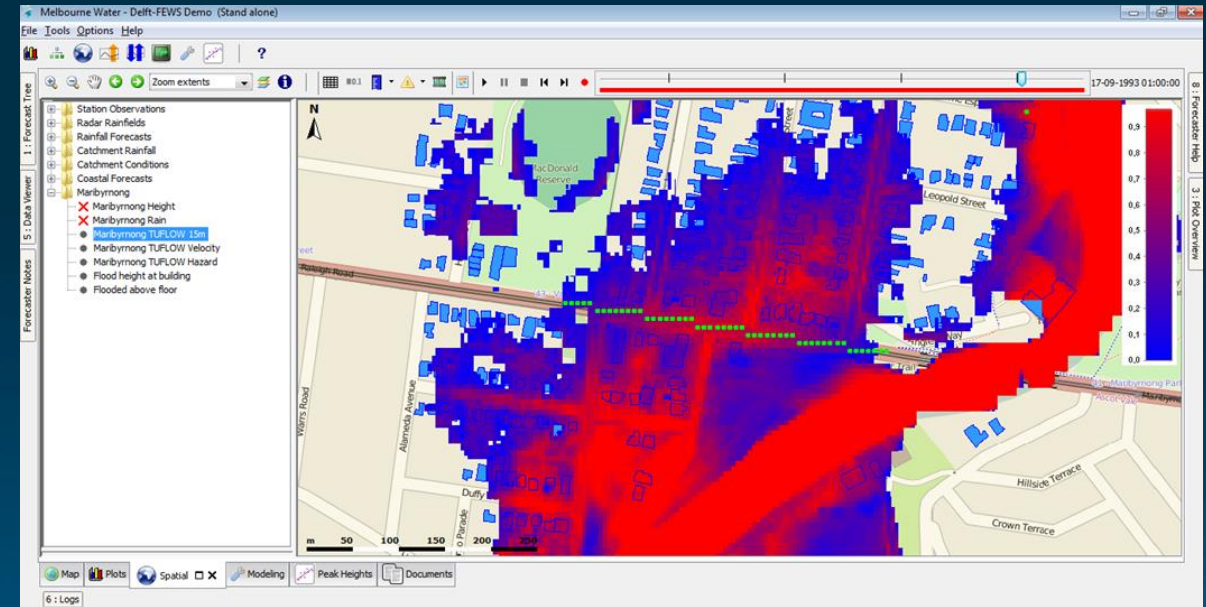 Melbourne Water - Delft-FEWS Demo (Stand alone)
File Tools Options Help
?
Zoom extents
17-09-1993 01:00:00
1 : Forecast Tree
5 : Data Viewer
Forecaster Notes
8 : Forecaster Help
3 : Plot Overview
Station Observations
Radar Rainfields
Rainfall Forecasts
Catchment Rainfall
Catchment Conditions
Coastal Forecasts
Maribyrnong
Maribyrnong Height
Maribyrnong Rain
Maribyrnong TUFLOW 15m
Maribyrnong TUFLOW Velocity
Maribyrnong TUFLOW Hazard
Flood height at building
Flooded above floor
N
Reserve
Leopold Street
Raleigh Road
Warrs Road
Alameda Avenue
Duffy
Parade
Hillside Terrace
Crown Terrace
0,9
0,8
0,7
0,6
0,5
0,4
0,3
0,2
0,1
0,0
m 50 100 150 200 250
Map Plots Spatial Modeling Peak Heights Documents
6 : Logs